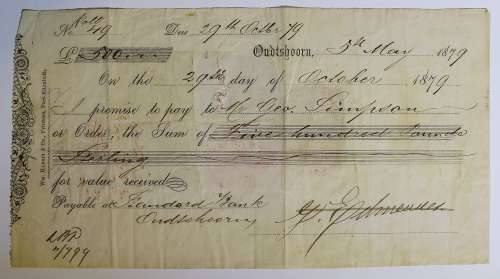 No. 49 Due 29th Octbr 79
£ 500
Oudtshoorn, 5th May 1879
On the 29th day of October 1879
I promise to pay to Mr Geo. Simpson
or Order, the Sum of Five hundred Pounds
Sterling
for value received
Payable at Standard Bank
Oudtshoorn